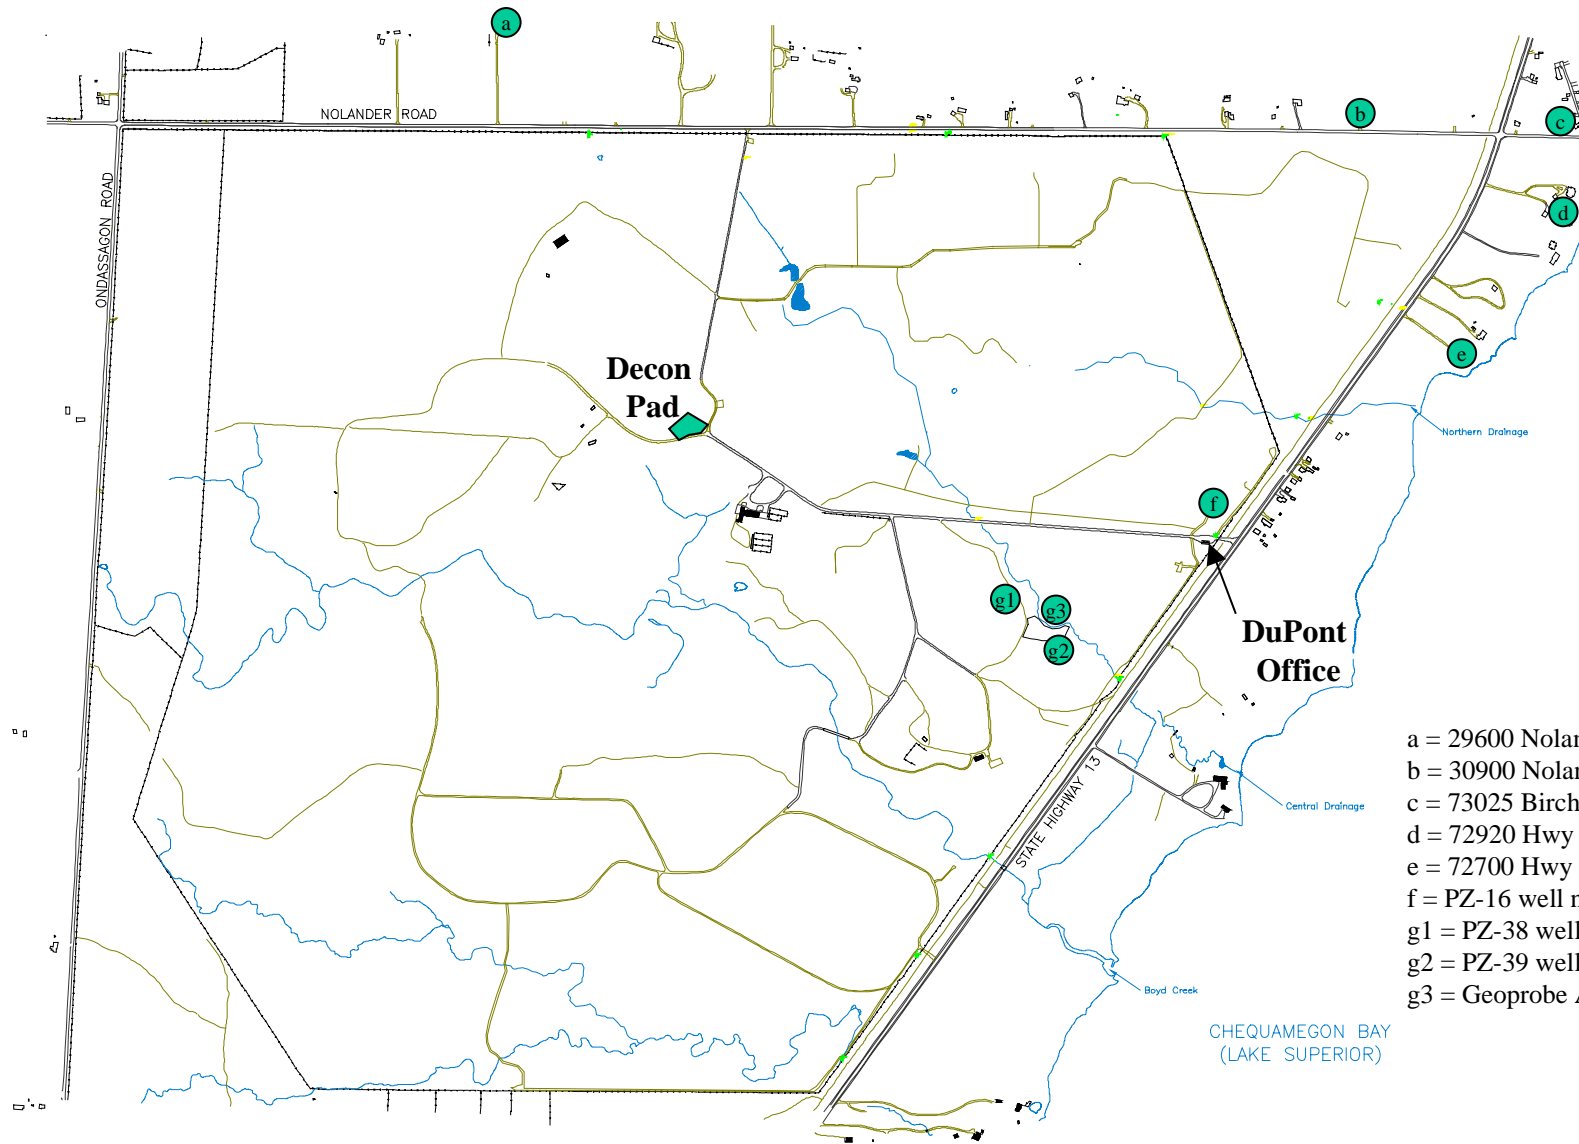 a
NOLANDER ROAD
b
c
ONDASSAGON ROAD
d
e
Decon
Pad
Northern Drainage
f
g1
g3
g2
DuPont
Office
STATE HIGHWAY 13
Central Drainage
Boyd Creek
CHEQUAMEGON BAY
(LAKE SUPERIOR)
a = 29600 Nolan
b = 30900 Nolan
c = 73025 Birch
d = 72920 Hwy
e = 72700 Hwy
f = PZ-16 well
g1 = PZ-38 well
g2 = PZ-39 well
g3 = Geoprobe